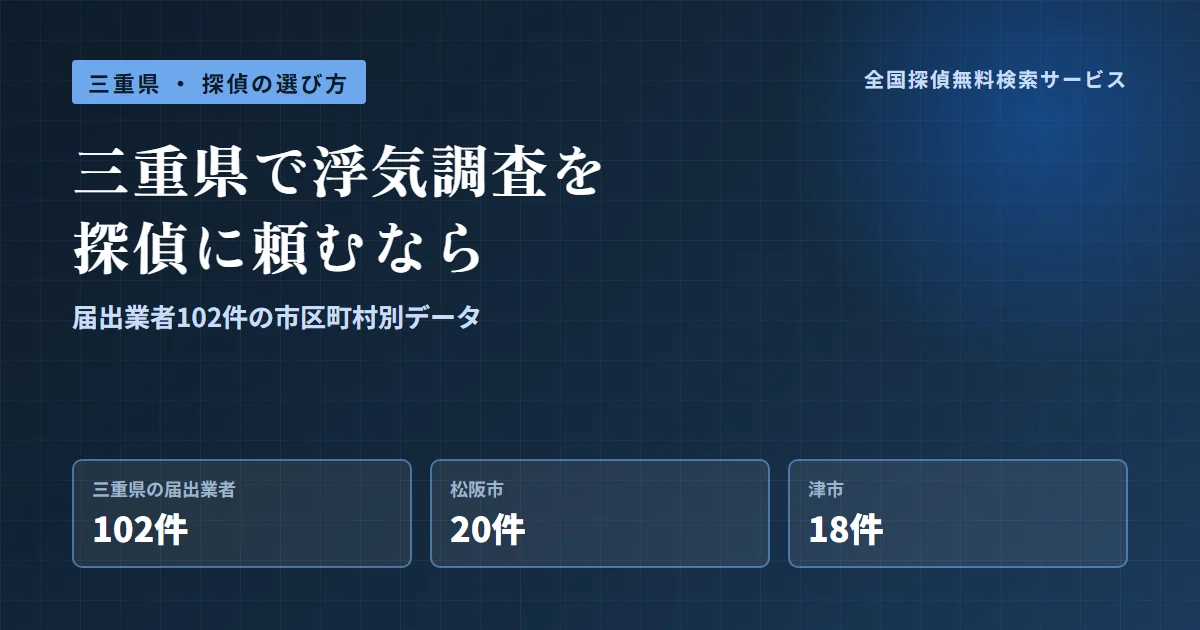 三重県 ・ 探偵の選び方
全国探偵無料検索サービス
三重県で浮気調査を
探偵に頼むなら
届出業者102件の市区町村別データ
三重県の届出業者
102件
松阪市
20件
津市
18件